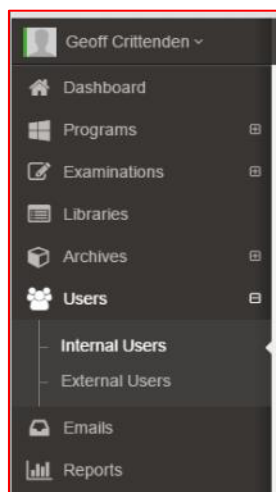 Geoff Crittenden
Dashboard
Programs
Examinations
Libraries
Archives
Users
Internal Users
External Users
Emails
Reports